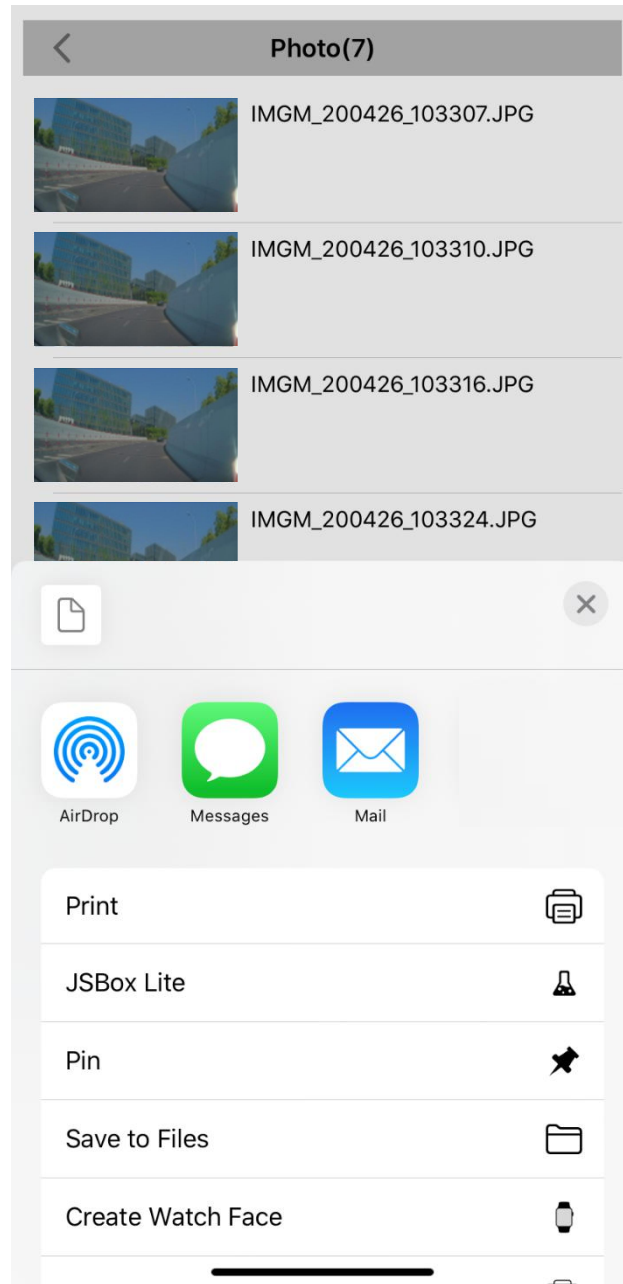 Photo(7)
IMGM_200426_103307.JPG
IMGM_200426_103310.JPG
IMGM_200426_103316.JPG
IMGM_200426_103324.JPG
AirDrop
Messages
Mail
Print
JSBox Lite
Pin
Save to Files
Create Watch Face